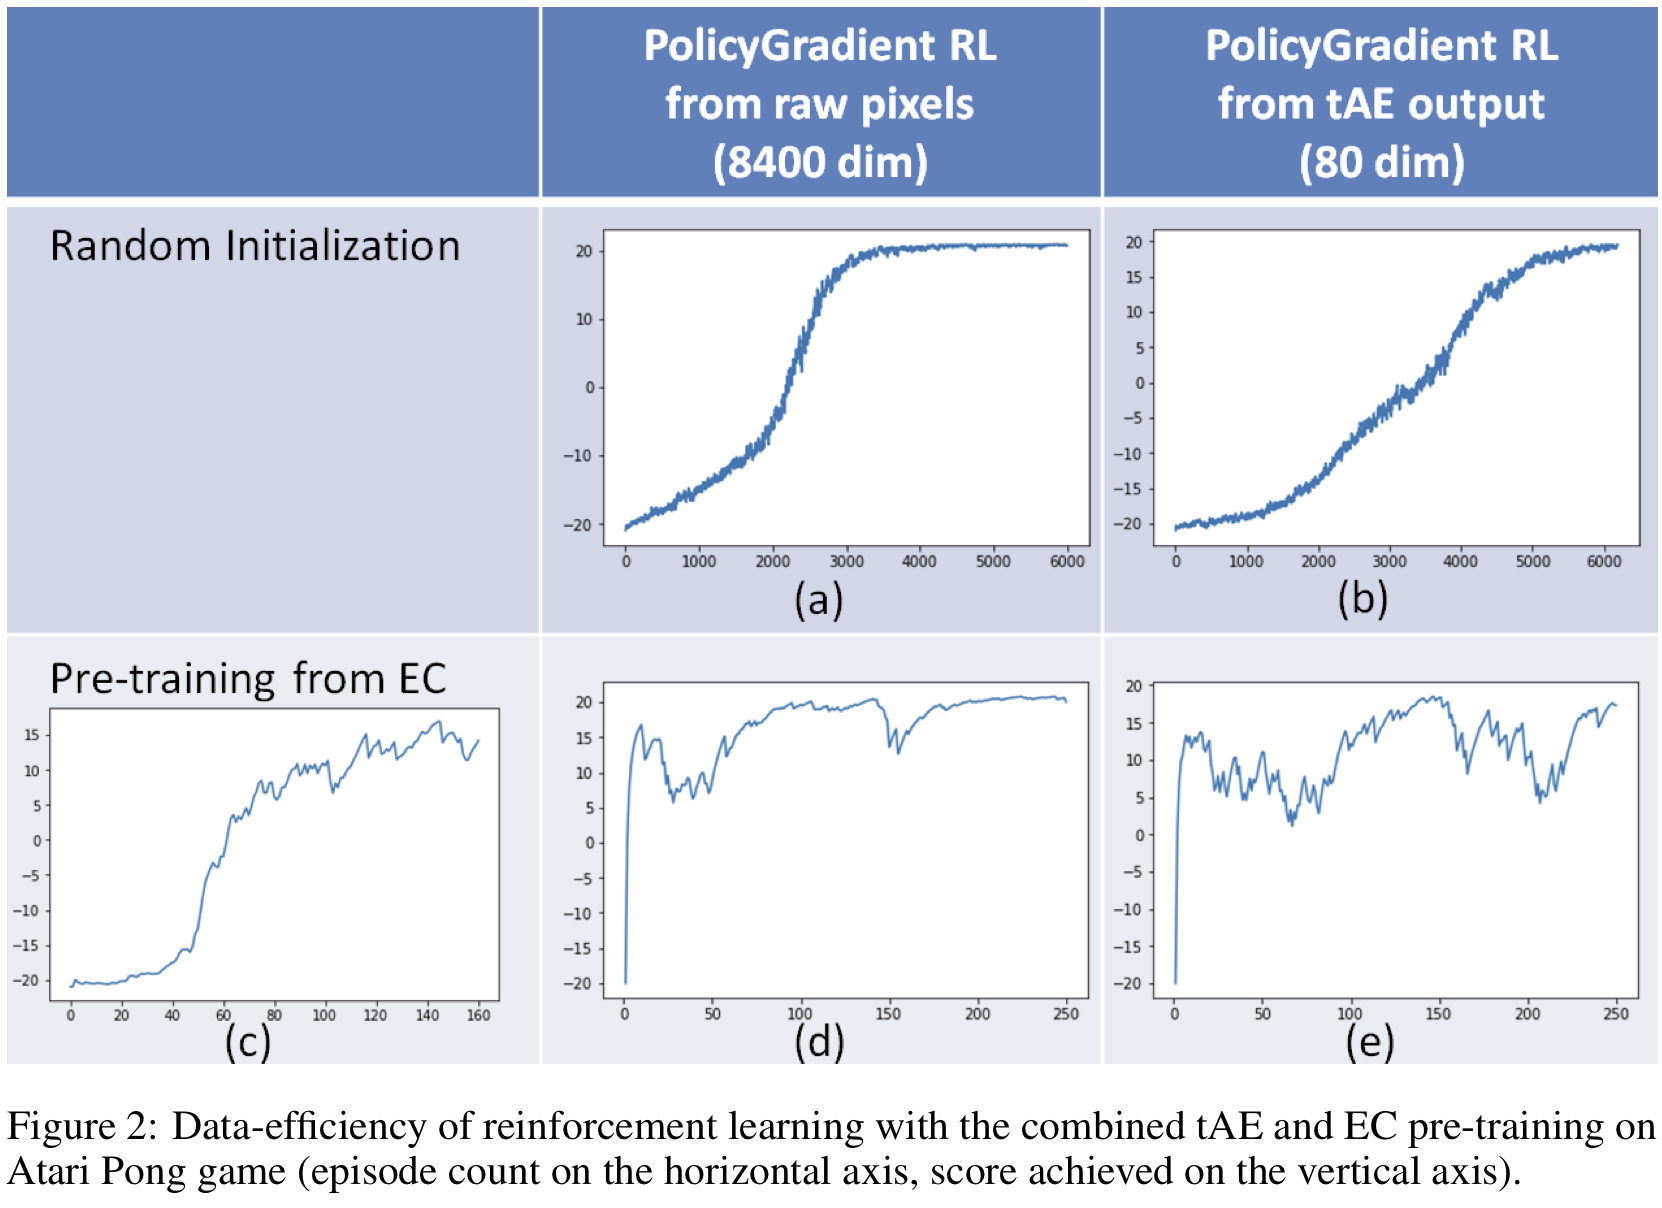 PolicyGradient RL
from raw pixels
(8400 dim)
PolicyGradient RL
from tAE output
(80 dim)
Random Initialization
20
10
0
−10
−20
0 1000 2000 3000 4000 5000 6000
(a)
20
15
10
5
0
−5
−10
−15
−20
0 1000 2000 3000 4000 5000 6000
(b)
Pre-training from EC
15
10
5
0
−5
−10
−15
−20
0 20 40 60 80 100 120 140 160
(c)
20
15
10
5
0
−5
−10
−15
−20
0 50 100 150 200 250
(d)
20
15
10
5
0
−5
−10
−15
−20
0 50 100 150 200 250
(e)
Figure 2: Data-efficiency of reinforcement learning with the combined tAE and EC pre-training on
Atari Pong game (episode count on the horizontal axis, score achieved on the vertical axis).